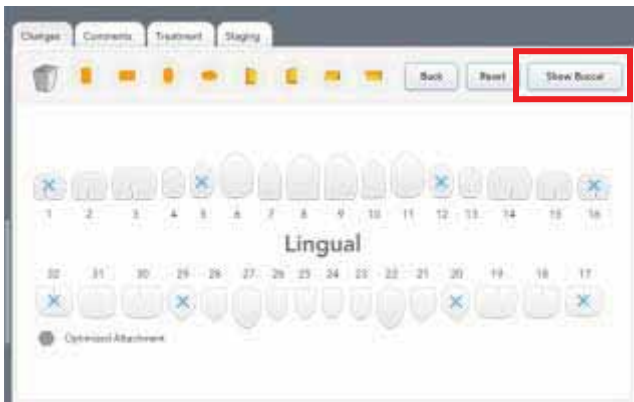 Changes Comments Treatment Staging
Back Reset Show Buccal
1 2 3 4 5 6 7 8 9 10 11 12 13 14 15 16
Lingual
32 31 30 29 28 27 26 25 24 23 22 21 20 19 18 17
Optimized Attachment